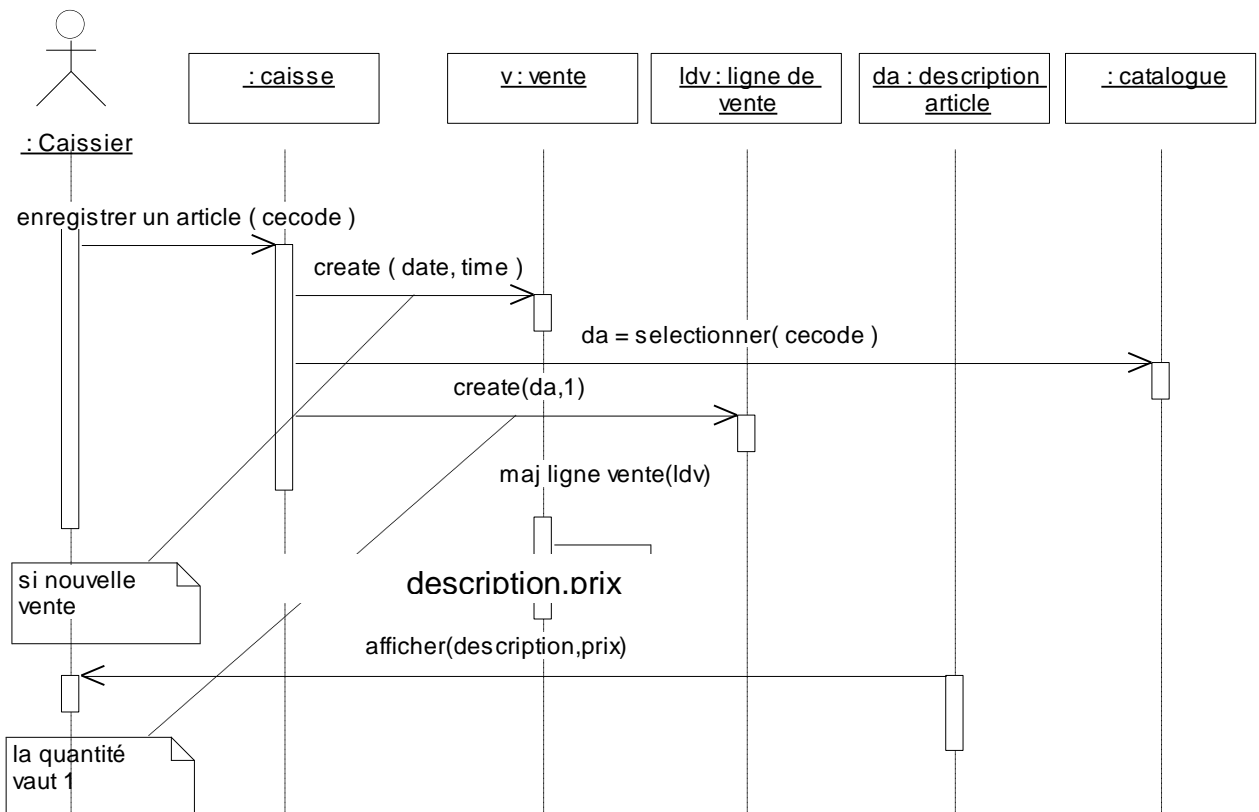 : Caissier
: caisse
v : vente
ldv : ligne de
vente
da : description
article
: catalogue
enregistrer un article ( cecode )
create ( date, time )
da = selectionner( cecode )
create(da,1)
maj ligne vente(ldv)
si nouvelle
vente
description,prix
afficher(description,prix)
la quantité
vaut 1